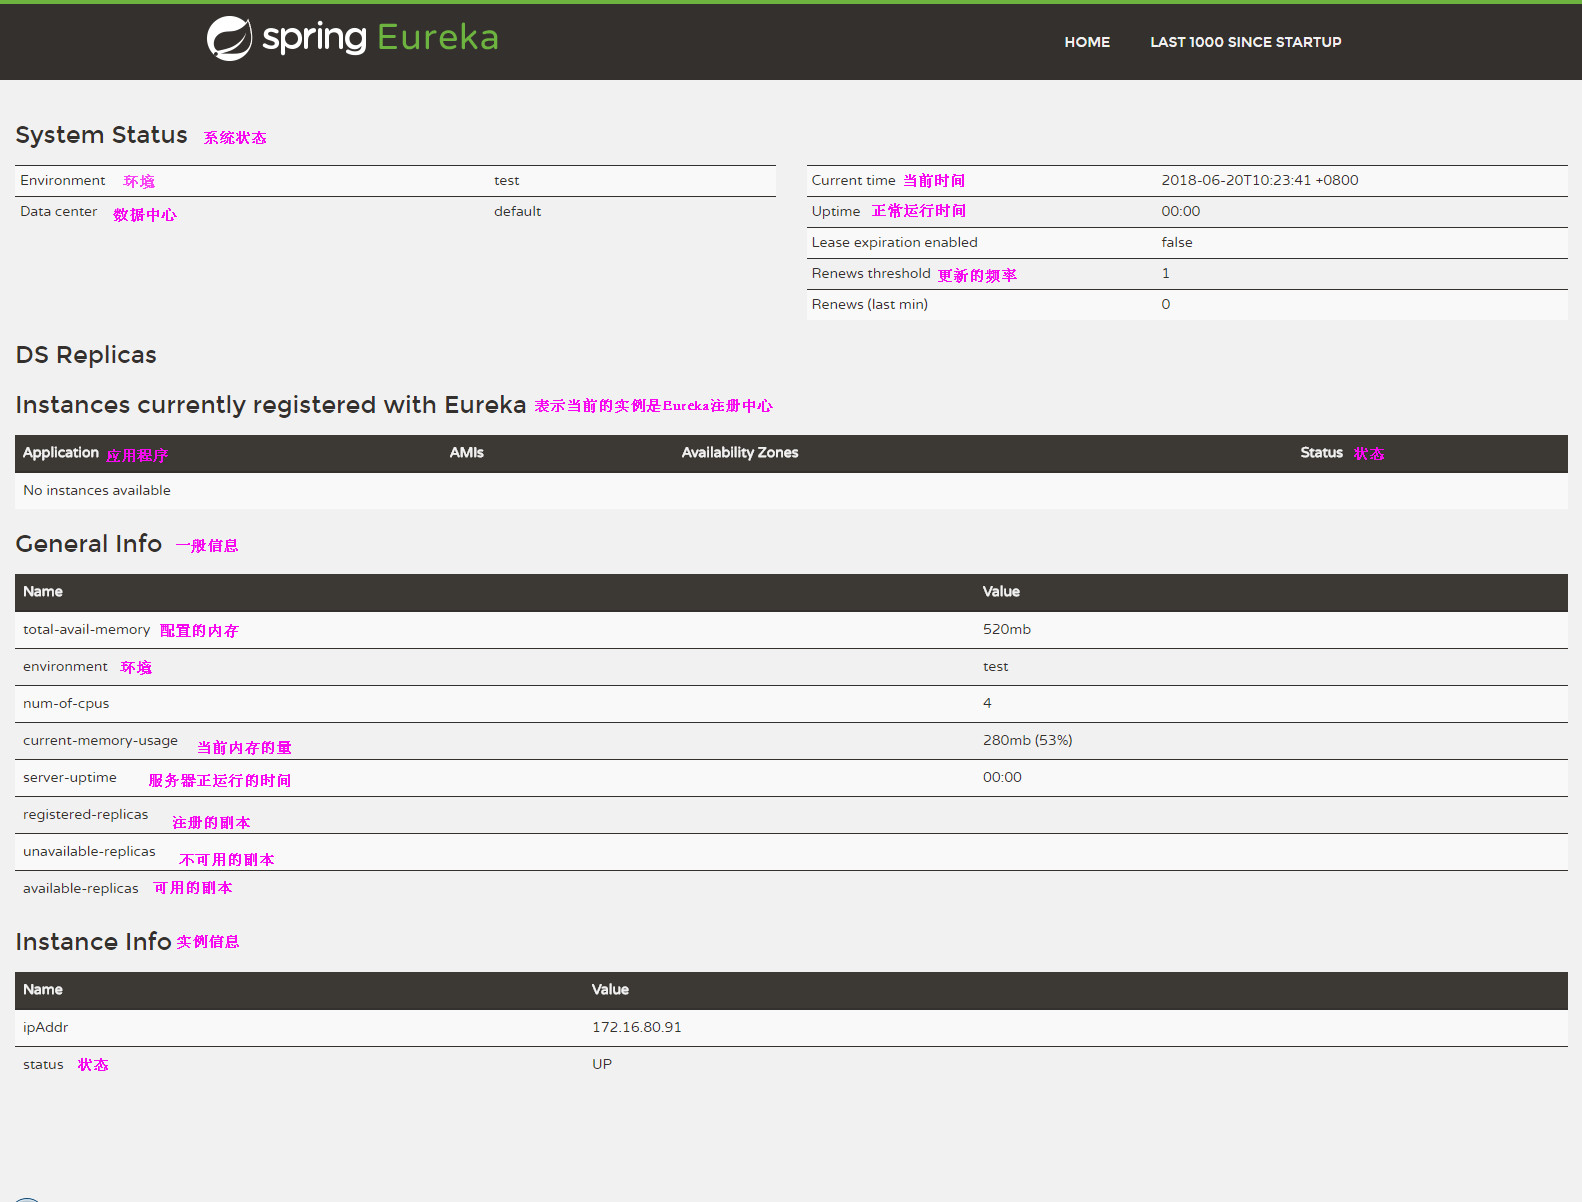 spring Eureka
HOME LAST 1000 SINCE STARTUP
System Status 系统状态
Environment 环境 test
Data center 数据中心 default
Current time 当前时间 2018-06-20T10:23:41 +0800
Uptime 正常运行时间 00:00
Lease expiration enabled false
Renews threshold 更新的频率 1
Renews (last min) 0
DS Replicas
Instances currently registered with Eureka 表示当前的实例是Eureka注册中心
Application 应用程序 AMIs Availability Zones Status 状态
No instances available
General Info 一般信息
Name Value
total-avail-memory 配置的内存 520mb
environment 环境 test
num-of-cpus 4
current-memory-usage 当前内存的量 280mb (53%)
server-uptime 服务器正运行的时间 00:00
registered-replicas 注册的副本
unavailable-replicas 不可用的副本
available-replicas 可用的副本
Instance Info 实例信息
Name Value
ipAddr 172.16.80.91
status 状态 UP